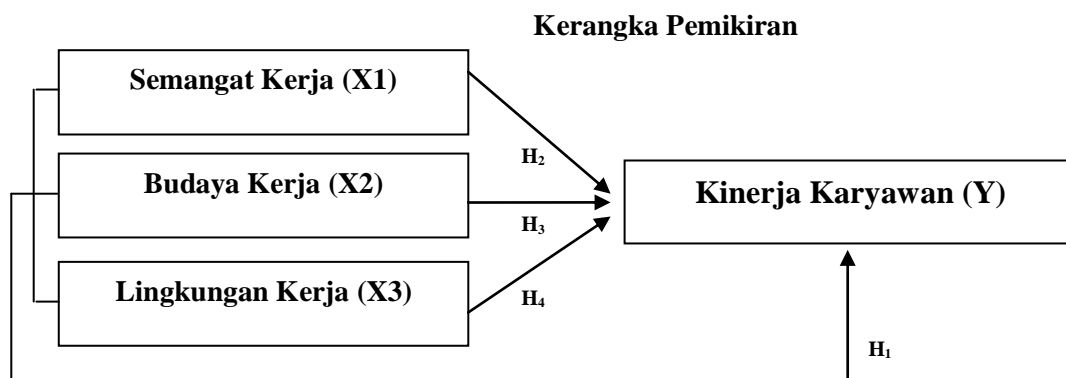 Kerangka Pemikiran
Semangat Kerja (X1)
H₂
Budaya Kerja (X2)
Kinerja Karyawan (Y)
H₃
Lingkungan Kerja (X3)
H₄
H₁